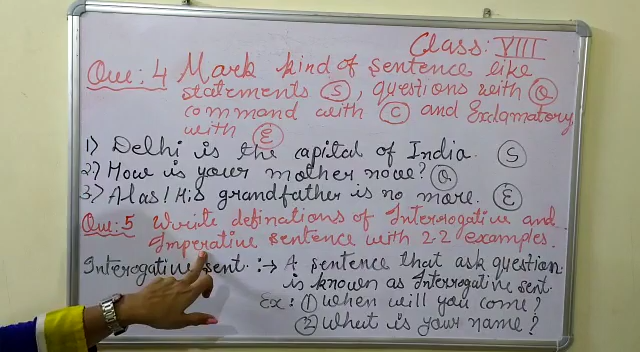 Class: VIII
Que: 4 Mark kind of sentence like
statements Ⓢ, questions with Ⓠ
command with Ⓒ and Exclamatory
with Ⓔ
1) Delhi is the capital of India. Ⓢ
2) How is your mother now? Ⓠ
3) Alas! His grandfather is no more. Ⓔ
Que: 5 Write definations of Interrogative and
Imperative sentence with 2-2 examples.
Interogative sent. :→ A sentence that ask question
is known as Interrogative sent.
Ex: ① When will you come?
② What is your name?